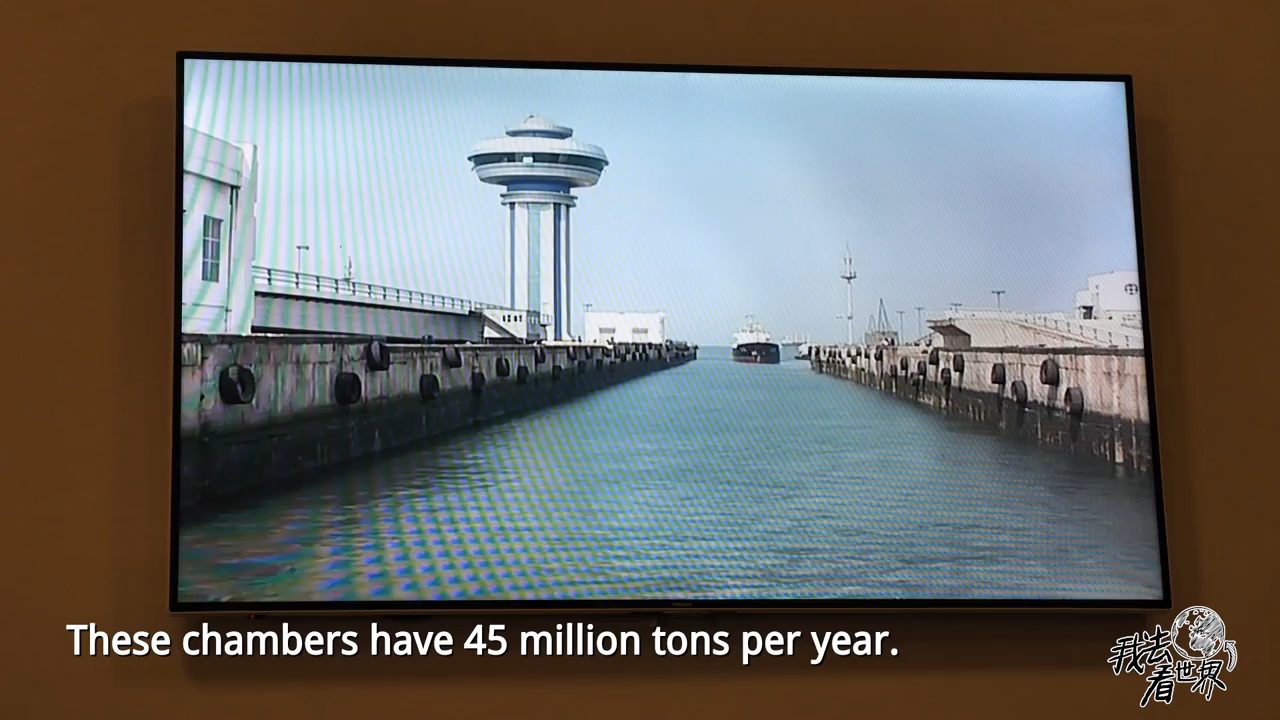 These chambers have 45 million tons per year.
我去
看世界